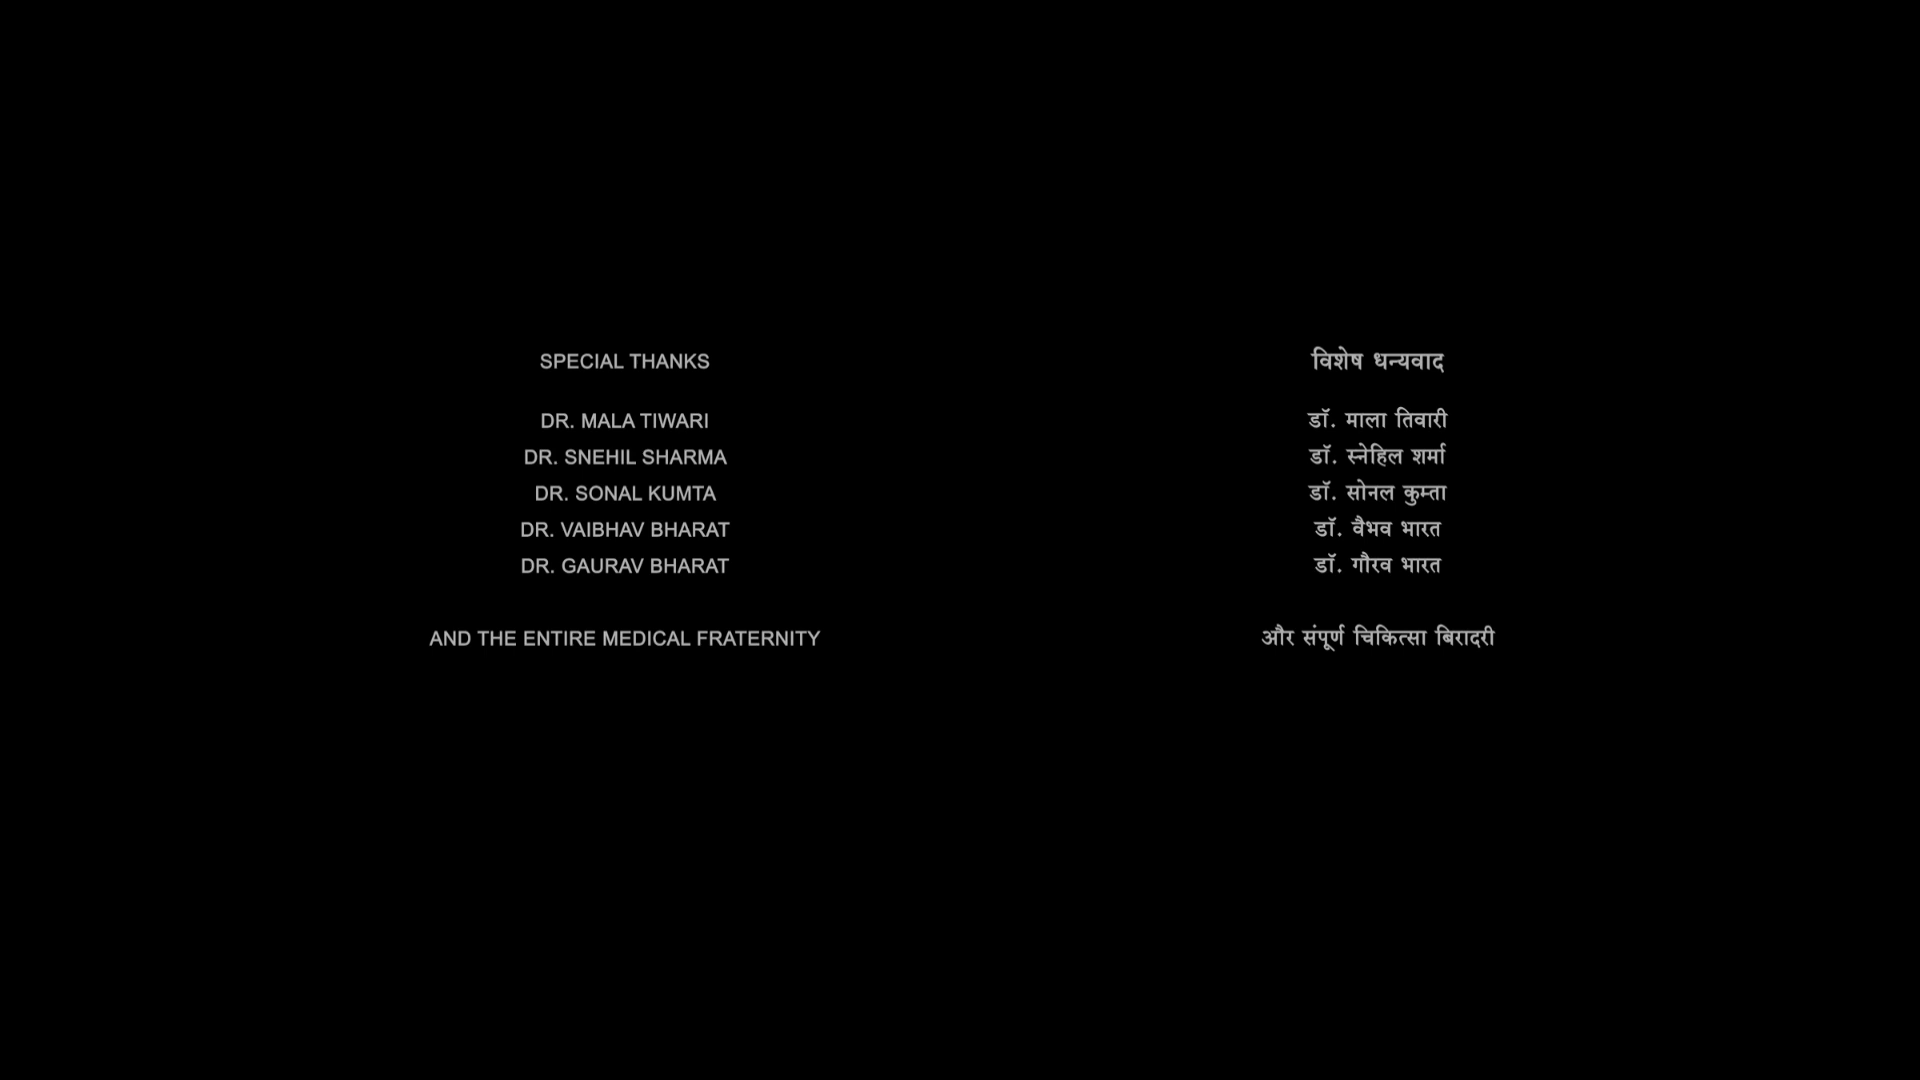 SPECIAL THANKS
DR. MALA TIWARI
DR. SNEHIL SHARMA
DR. SONAL KUMTA
DR. VAIBHAV BHARAT
DR. GAURAV BHARAT
AND THE ENTIRE MEDICAL FRATERNITY
विशेष धन्यवाद
डॉ. माला तिवारी
डॉ. स्नेहिल शर्मा
डॉ. सोनल कुम्ता
डॉ. वैभव भारत
डॉ. गौरव भारत
और संपूर्ण चिकित्सा बिरादरी